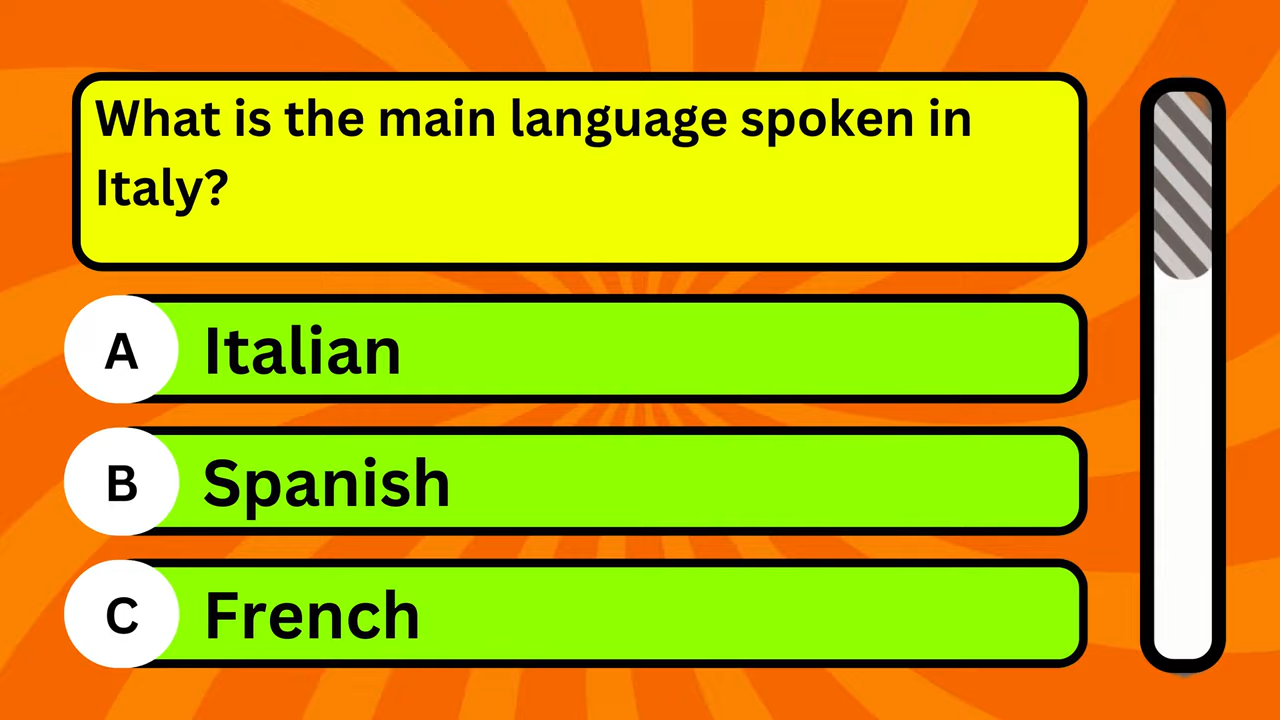 What is the main language spoken in
Italy?
A Italian
B Spanish
C French